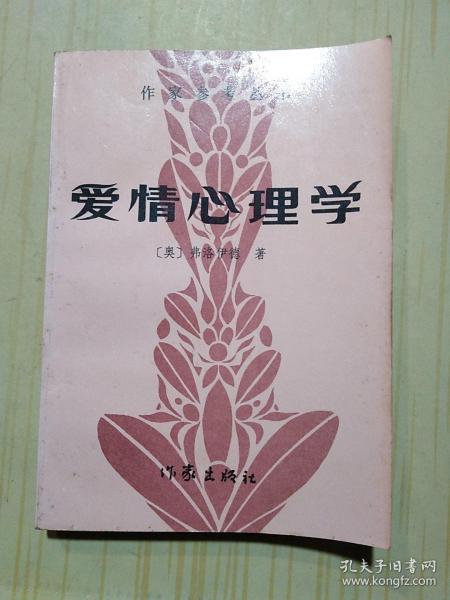 作家参考丛书
爱情心理学
〔奥〕弗洛伊德 著
作家出版社
孔夫子旧书网
www.kongfz.com